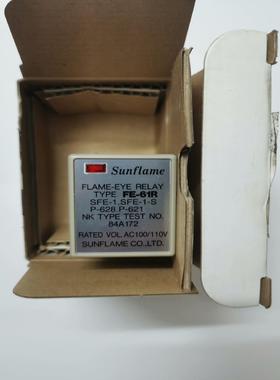 Sunflame
FLAME-EYE RELAY
TYPE FE-61R
SFE-1,SFE-1-S
P-628 P-621
NK TYPE TEST NO.
84A172
RATED VOL. AC100/110V
SUNFLAME CO.,LTD.